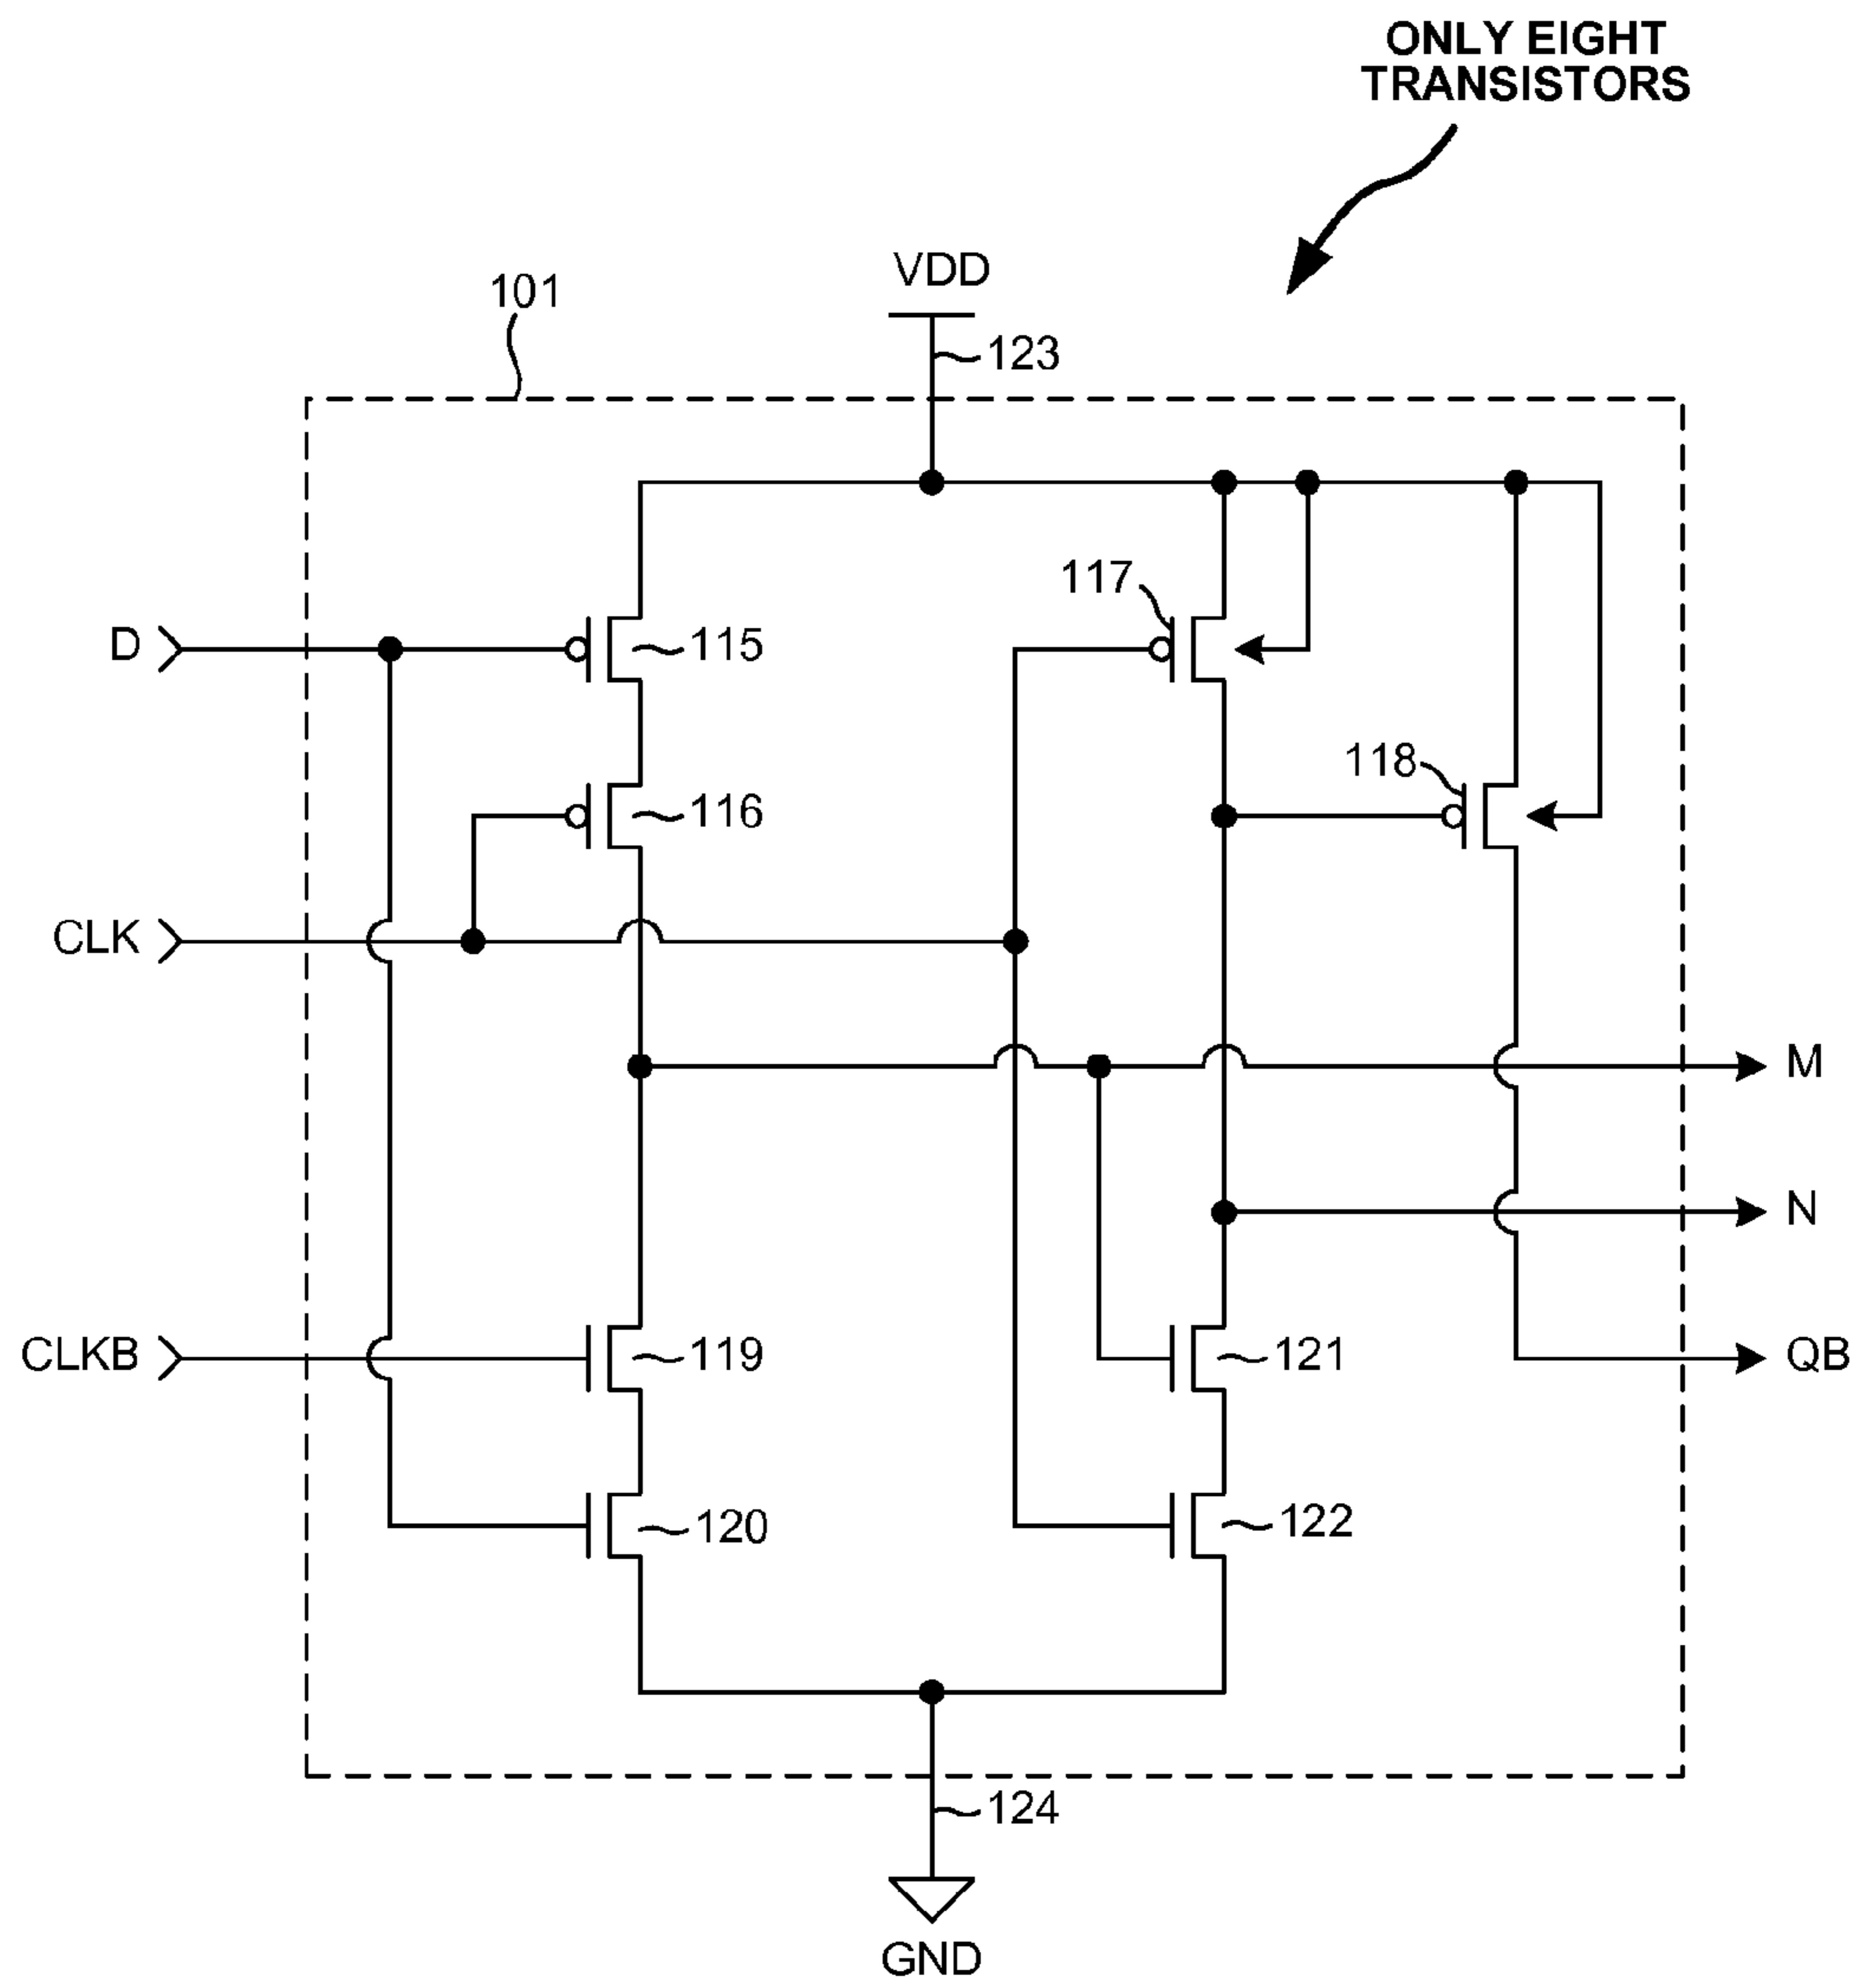 ONLY EIGHT
TRANSISTORS
VDD
101
123
117
D
115
118
116
CLK
M
N
CLKB
119
121
QB
120
122
124
GND